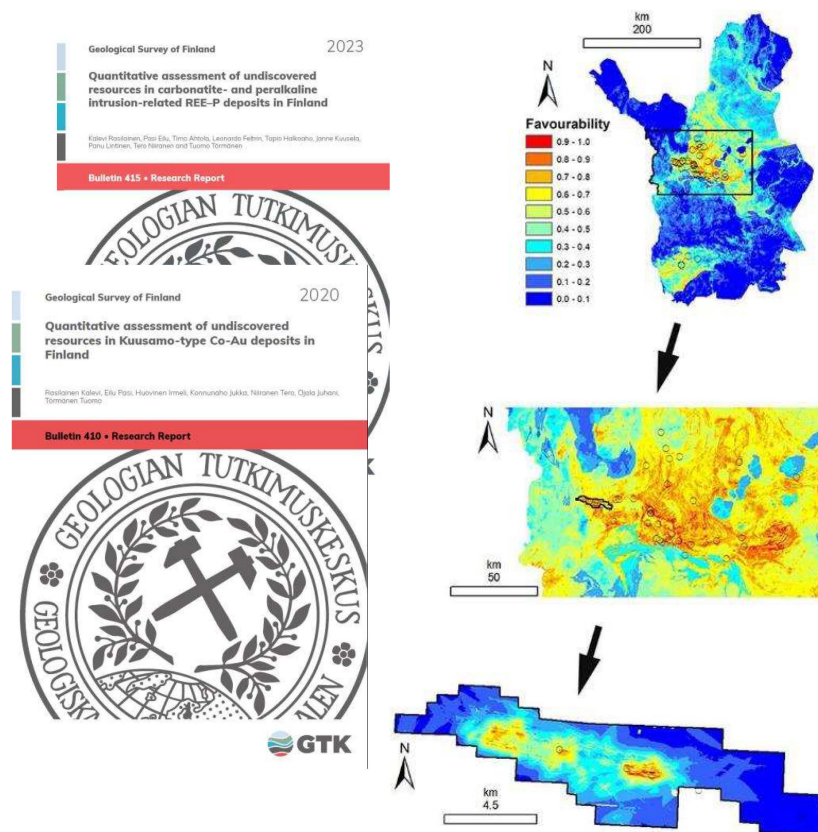 Geological Survey of Finland
2023
Quantitative assessment of undiscovered
resources in carbonatite- and peralkaline
intrusion-related REE–P deposits in Finland
Kalevi Rasilainen, Pasi Eilu, Timo Ahtola, Leonardo Feltrin, Tapio Halkoaho, Janne Kuusela,
Panu Lintinen, Tero Niiranen and Tuomo Törmänen
Bulletin 415 • Research Report
GEOLOGIAN TUTKIMUSKESKUS
Geological Survey of Finland
2020
Quantitative assessment of undiscovered
resources in Kuusamo-type Co-Au deposits in
Finland
Rasilainen Kalevi, Eilu Pasi, Huovinen Irmeli, Konnunaho Jukka, Niiranen Tero, Ojala Juhani,
Törmänen Tuomo
Bulletin 410 • Research Report
GEOLOGIAN TUTKIMUSKESKUS
GTK
km
200
N
Favourability
0.9 - 1.0
0.8 - 0.9
0.7 - 0.8
0.6 - 0.7
0.5 - 0.6
0.4 - 0.5
0.3 - 0.4
0.2 - 0.3
0.1 - 0.2
0.0 - 0.1
N
km
50
N
km
4.5